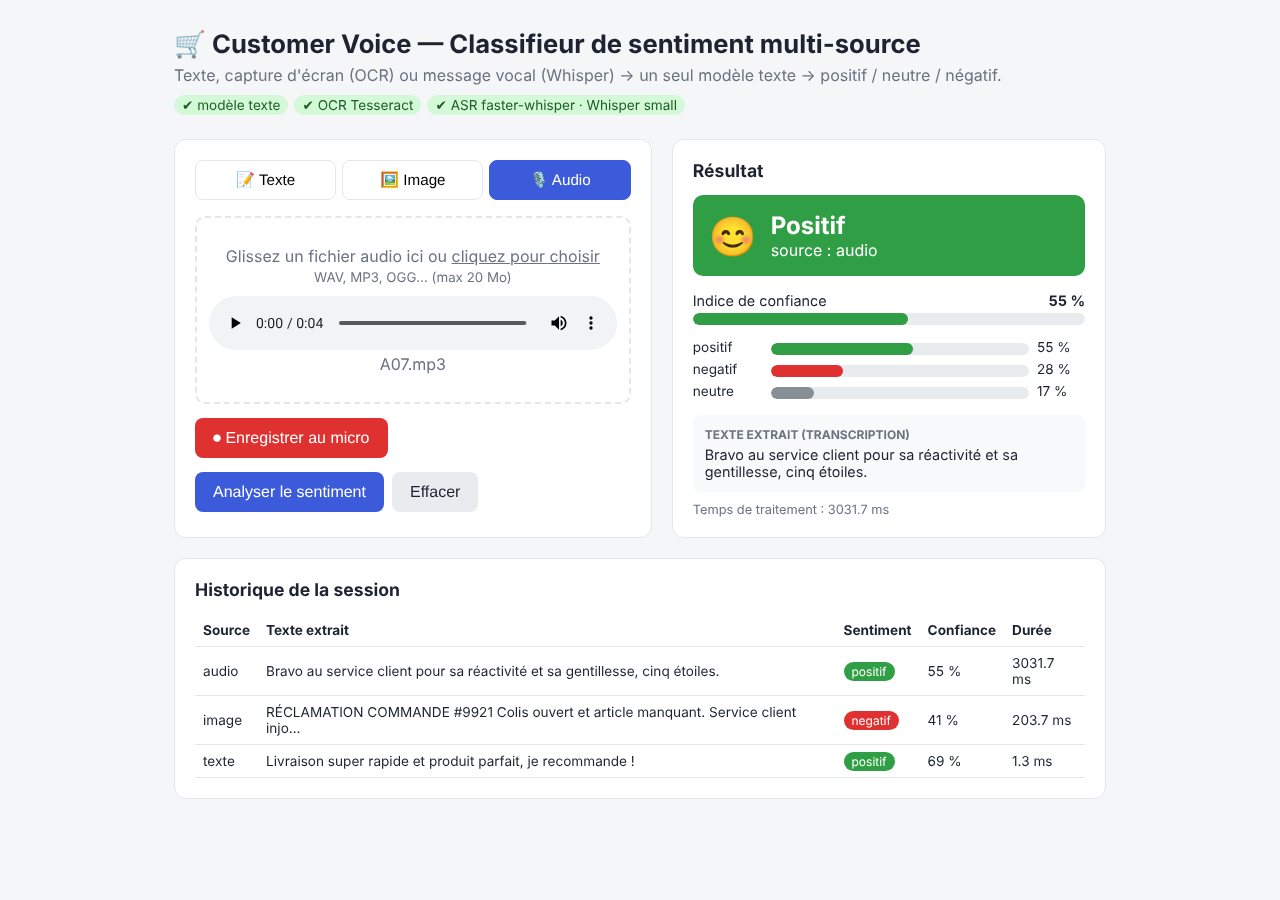 🛒 Customer Voice — Classifieur de sentiment multi-source
Texte, capture d'écran (OCR) ou message vocal (Whisper) → un seul modèle texte → positif / neutre / négatif.
✔ modèle texte ✔ OCR Tesseract ✔ ASR faster-whisper · Whisper small
📝 Texte 🖼️ Image 🎙️ Audio
Glissez un fichier audio ici ou cliquez pour choisir
WAV, MP3, OGG… (max 20 Mo)
0:00 / 0:04
A07.mp3
● Enregistrer au micro
Analyser le sentiment Effacer
Résultat
Positif
source : audio
Indice de confiance 55 %
positif 55 %
negatif 28 %
neutre 17 %
TEXTE EXTRAIT (TRANSCRIPTION)
Bravo au service client pour sa réactivité et sa
gentillesse, cinq étoiles.
Temps de traitement : 3031.7 ms
Historique de la session
Source Texte extrait Sentiment Confiance Durée
audio Bravo au service client pour sa réactivité et sa gentillesse, cinq étoiles. positif 55 % 3031.7
ms
image RÉCLAMATION COMMANDE #9921 Colis ouvert et article manquant. Service client
injo… negatif 41 % 203.7 ms
texte Livraison super rapide et produit parfait, je recommande ! positif 69 % 1.3 ms